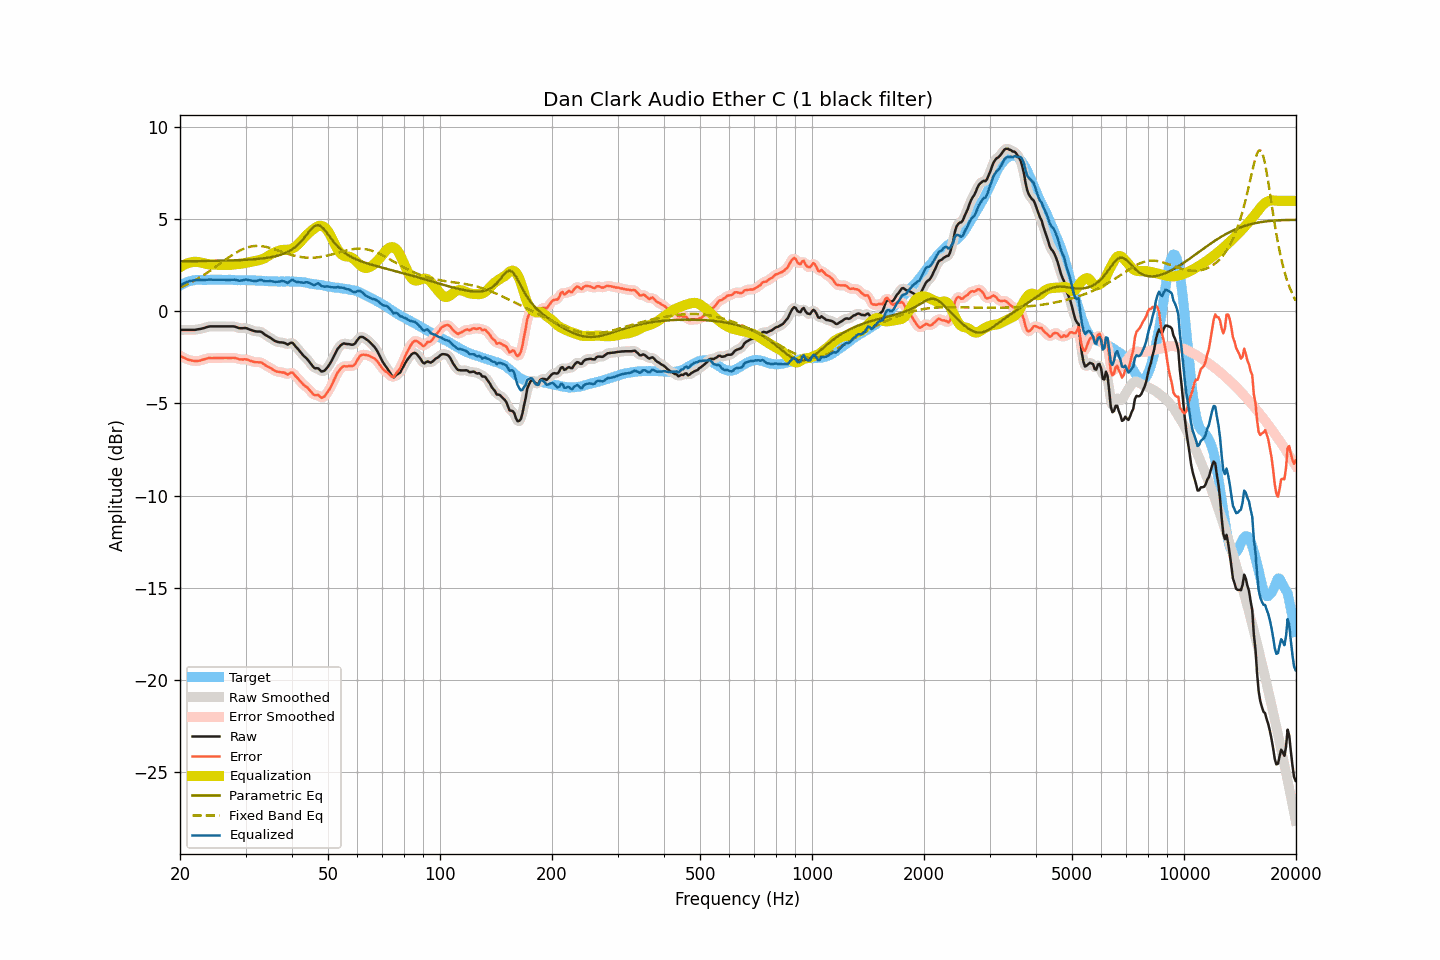 Dan Clark Audio Ether C (1 black filter)
10
5
0
−5
−10
−15
−20
−25
Amplitude (dBr)
Target
Raw Smoothed
Error Smoothed
Raw
Error
Equalization
Parametric Eq
Fixed Band Eq
Equalized
20 50 100 200 500 1000 2000 5000 10000 20000
Frequency (Hz)